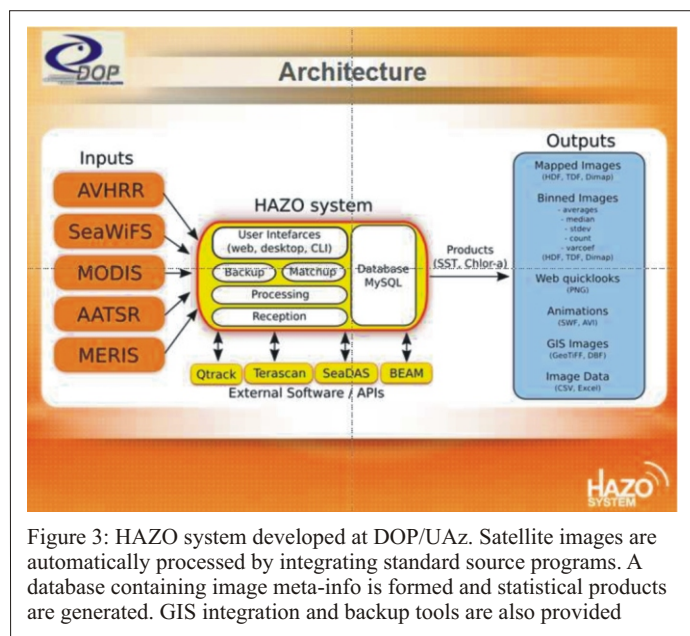 DOP
Architecture
Inputs
AVHRR
SeaWiFS
MODIS
AATSR
MERIS
HAZO system
User Intefarces
(web, desktop, CLI)
Backup
Matchup
Processing
Reception
Database
MySQL
Qtrack
Terascan
SeaDAS
BEAM
External Software / APIs
Products
(SST, Chlor-a)
Outputs
Mapped Images
(HDF, TDF, Dimap)
Binned Images
- averages
- median
- stdev
- count
- varcoef
(HDF, TDF, Dimap)
Web quicklooks
(PNG)
Animations
(SWF, AVI)
GIS Images
(GeoTiFF, DBF)
Image Data
(CSV, Excel)
HAZO
SYSTEM
Figure 3: HAZO system developed at DOP/UAz. Satellite images are
automatically processed by integrating standard source programs. A
database containing image meta-info is formed and statistical products
are generated. GIS integration and backup tools are also provided